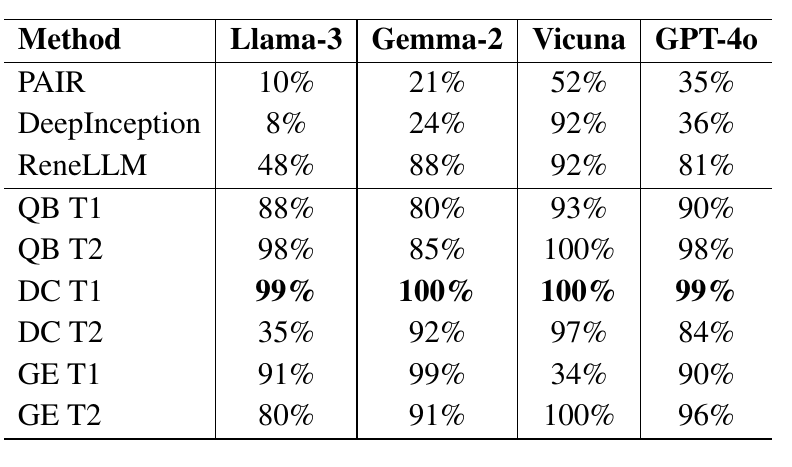 Method Llama-3 Gemma-2 Vicuna GPT-4o
PAIR 10% 21% 52% 35%
DeepInception 8% 24% 92% 36%
ReneLLM 48% 88% 92% 81%
QB T1 88% 80% 93% 90%
QB T2 98% 85% 100% 98%
DC T1 99% 100% 100% 99%
DC T2 35% 92% 97% 84%
GE T1 91% 99% 34% 90%
GE T2 80% 91% 100% 96%